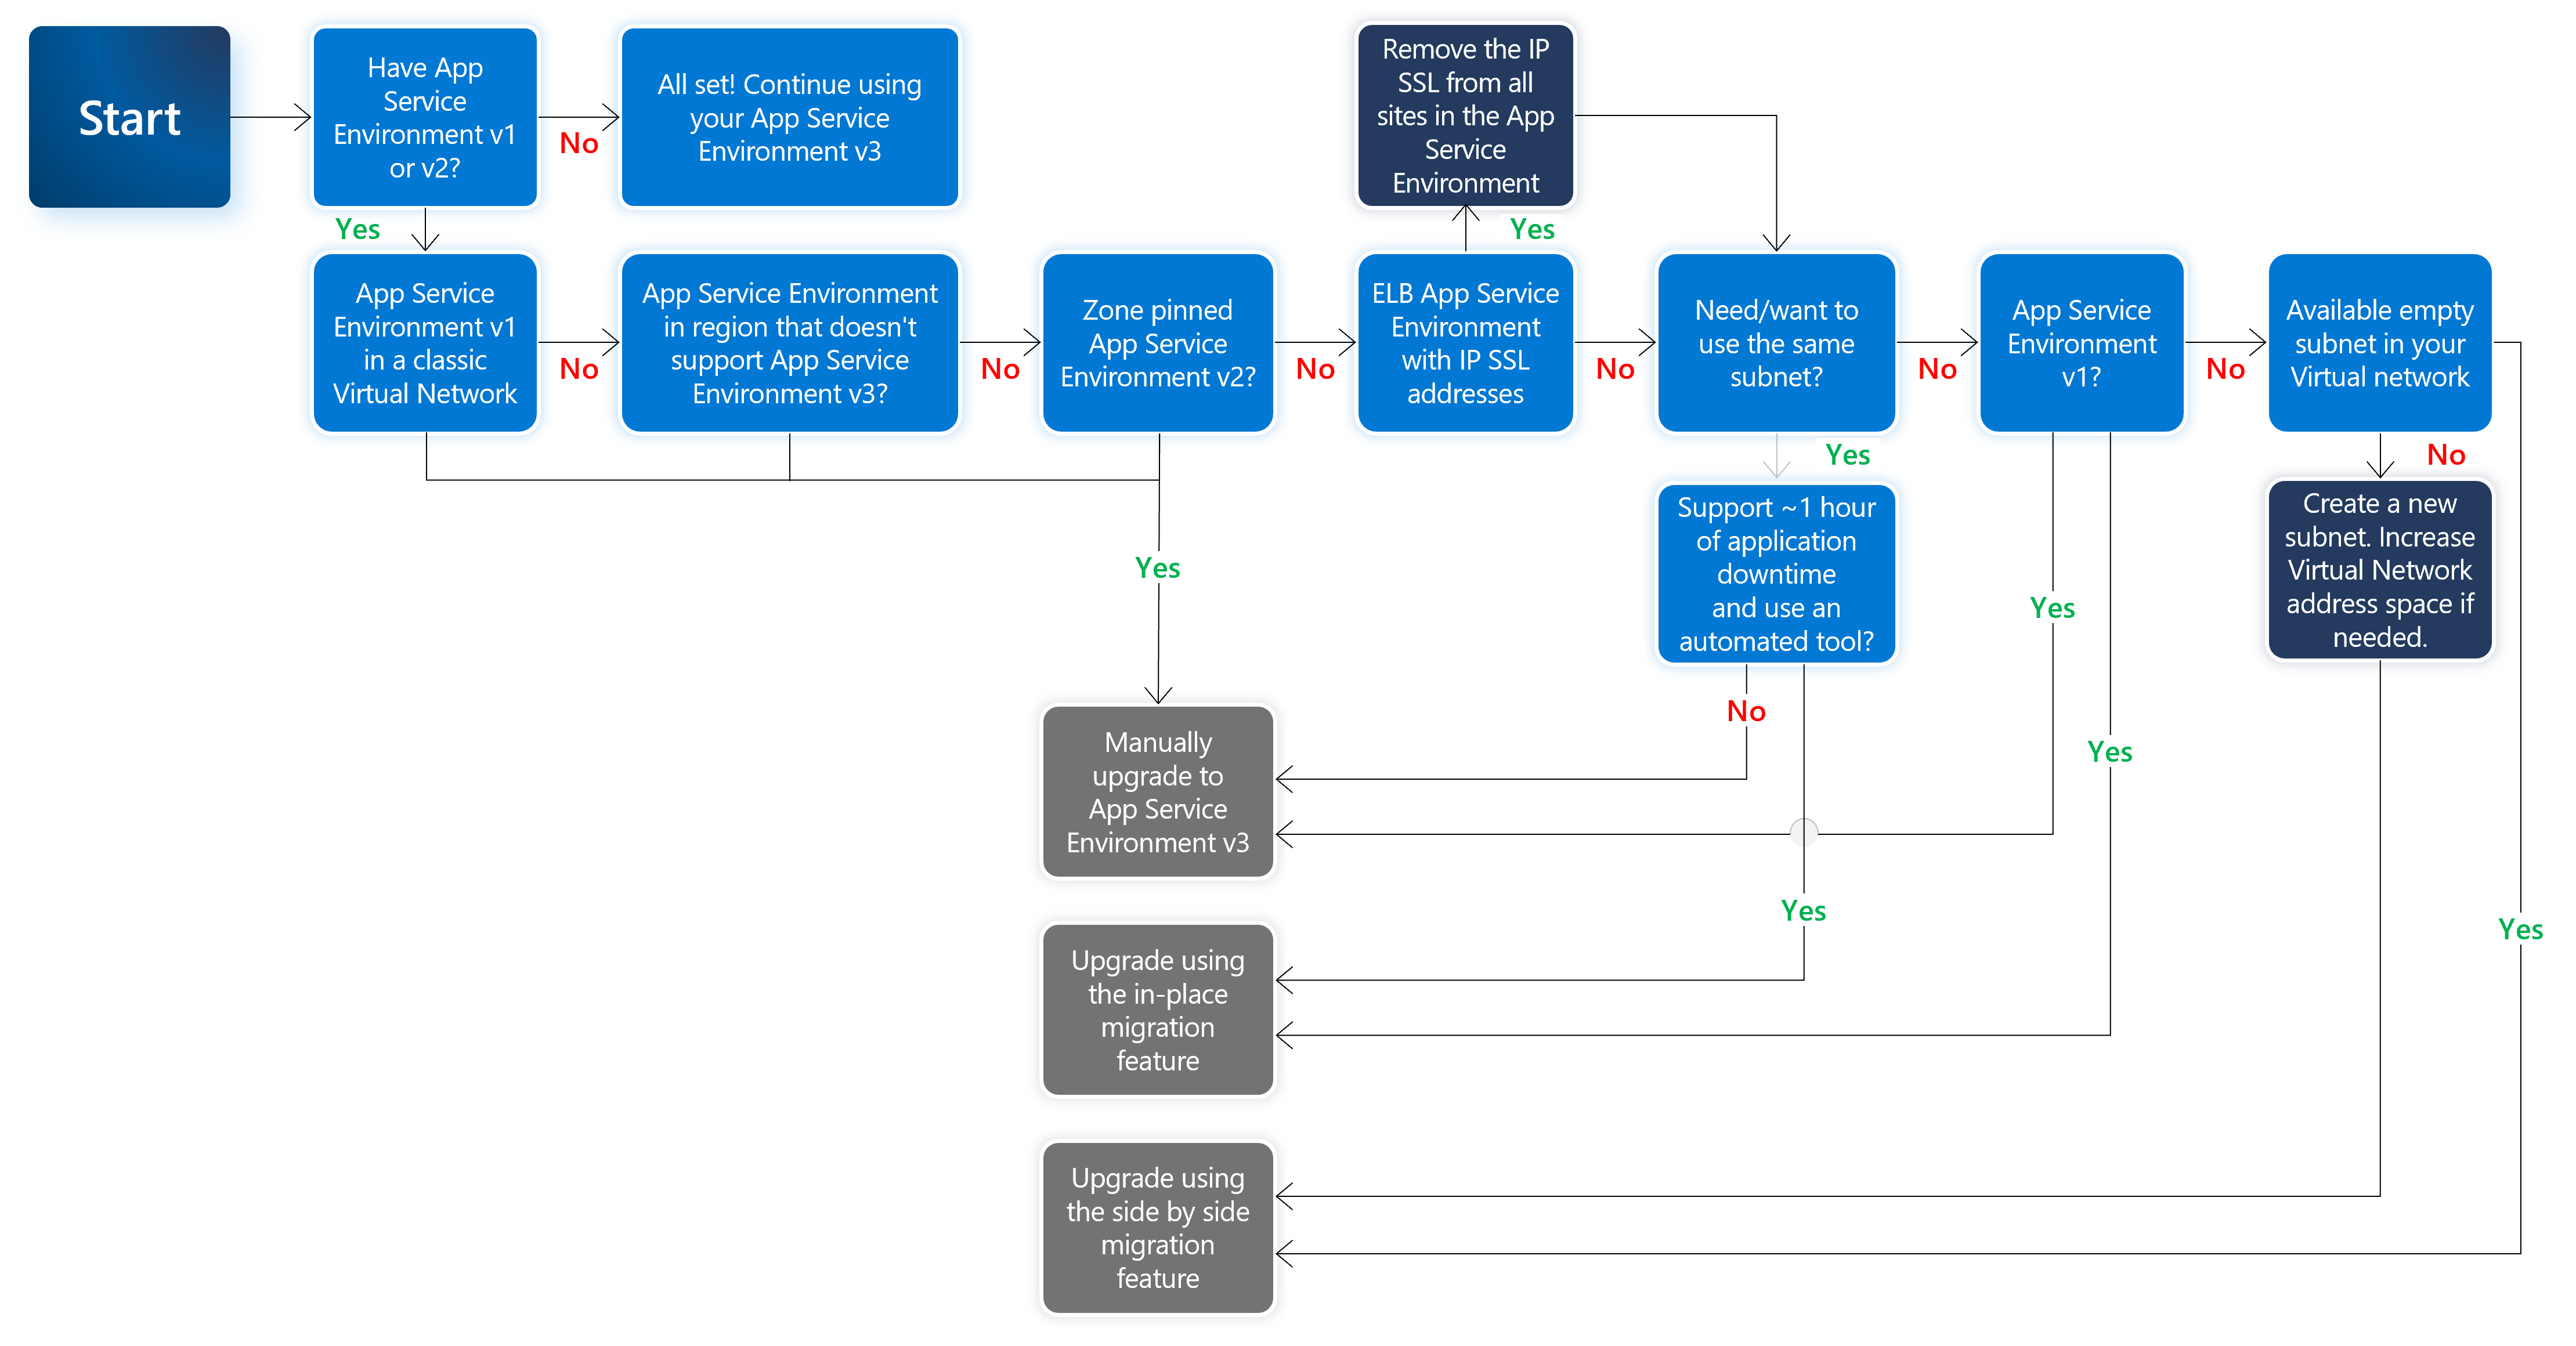 Start
Have App
Service
Environment v1
or v2?
No
All set! Continue using
your App Service
Environment v3
Remove the IP
SSL from all
sites in the App
Service
Environment
Yes
Yes
App Service
Environment v1
in a classic
Virtual Network
No
App Service Environment
in region that doesn't
support App Service
Environment v3?
No
Zone pinned
App Service
Environment v2?
No
ELB App Service
Environment
with IP SSL
addresses
No
Need/want to
use the same
subnet?
No
App Service
Environment
v1?
No
Available empty
subnet in your
Virtual network
Yes
No
Yes
Support ~1 hour
of application
downtime
and use an
automated tool?
Yes
Create a new
subnet. Increase
Virtual Network
address space if
needed.
No
Yes
Manually
upgrade to
App Service
Environment v3
Yes
Yes
Upgrade using
the in-place
migration
feature
Upgrade using
the side by side
migration
feature